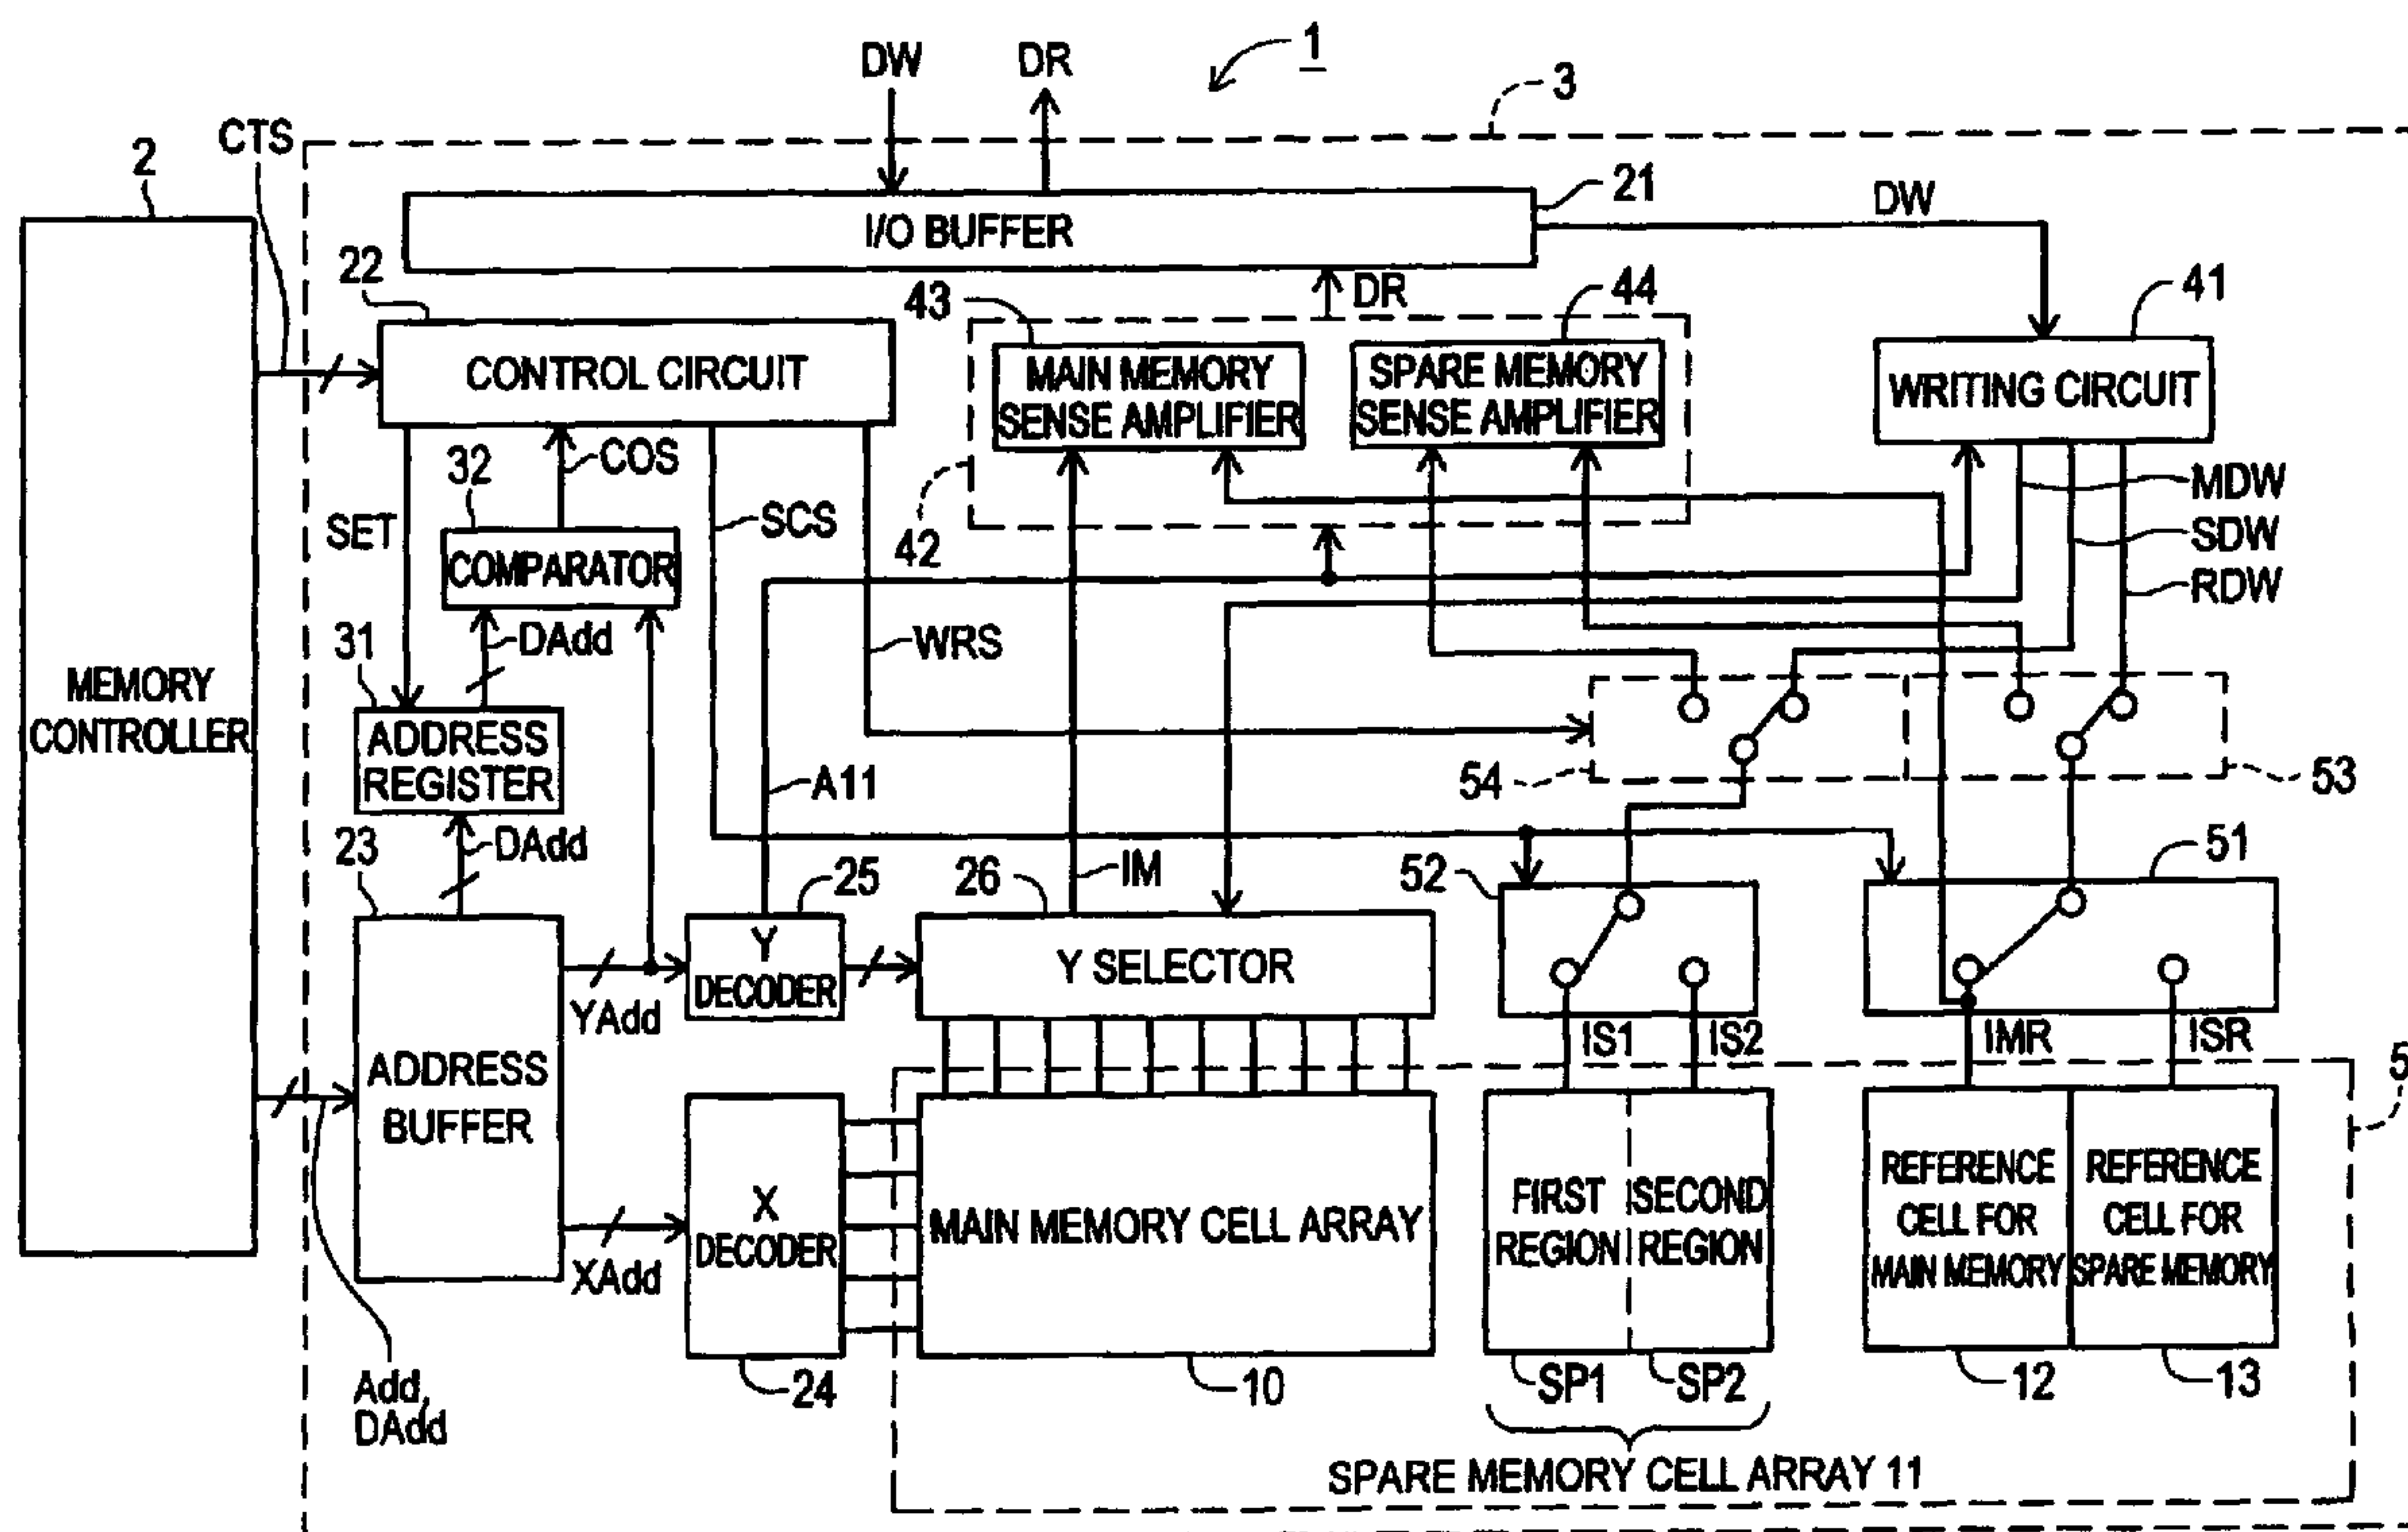 DW
DR
1
3
CTS
2
I/O BUFFER
21
DW
22
43
DR
44
41
CONTROL CIRCUIT
MAIN MEMORY
SENSE AMPLIFIER
SPARE MEMORY
SENSE AMPLIFIER
WRITING CIRCUIT
32
COS
SET
SCS
42
MDW
SDW
RDW
COMPARATOR
31
DAdd
WRS
MEMORY
CONTROLLER
ADDRESS
REGISTER
A11
54
53
23
DAdd
25
26
IM
52
51
Y
DECODER
Y SELECTOR
YAdd
IS1
IS2
IMR
ISR
5
ADDRESS
BUFFER
X
DECODER
MAIN MEMORY CELL ARRAY
FIRST
REGION
SECOND
REGION
REFERENCE
CELL FOR
MAIN MEMORY
REFERENCE
CELL FOR
SPARE MEMORY
XAdd
Add,
DAdd
24
10
SP1
SP2
12
13
SPARE MEMORY CELL ARRAY 11